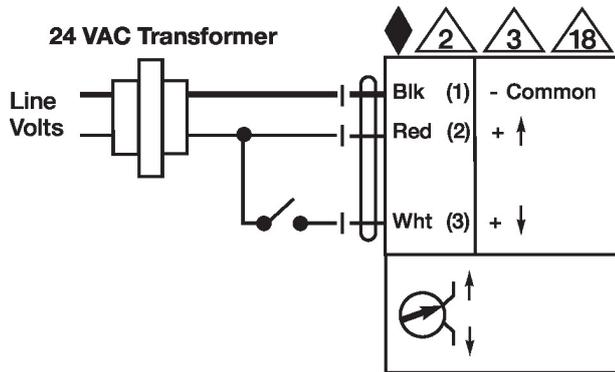 24 VAC Transformer
2
3
18
Line
Volts
Blk (1) - Common
Red (2) + ↑
Wht (3) + ↓